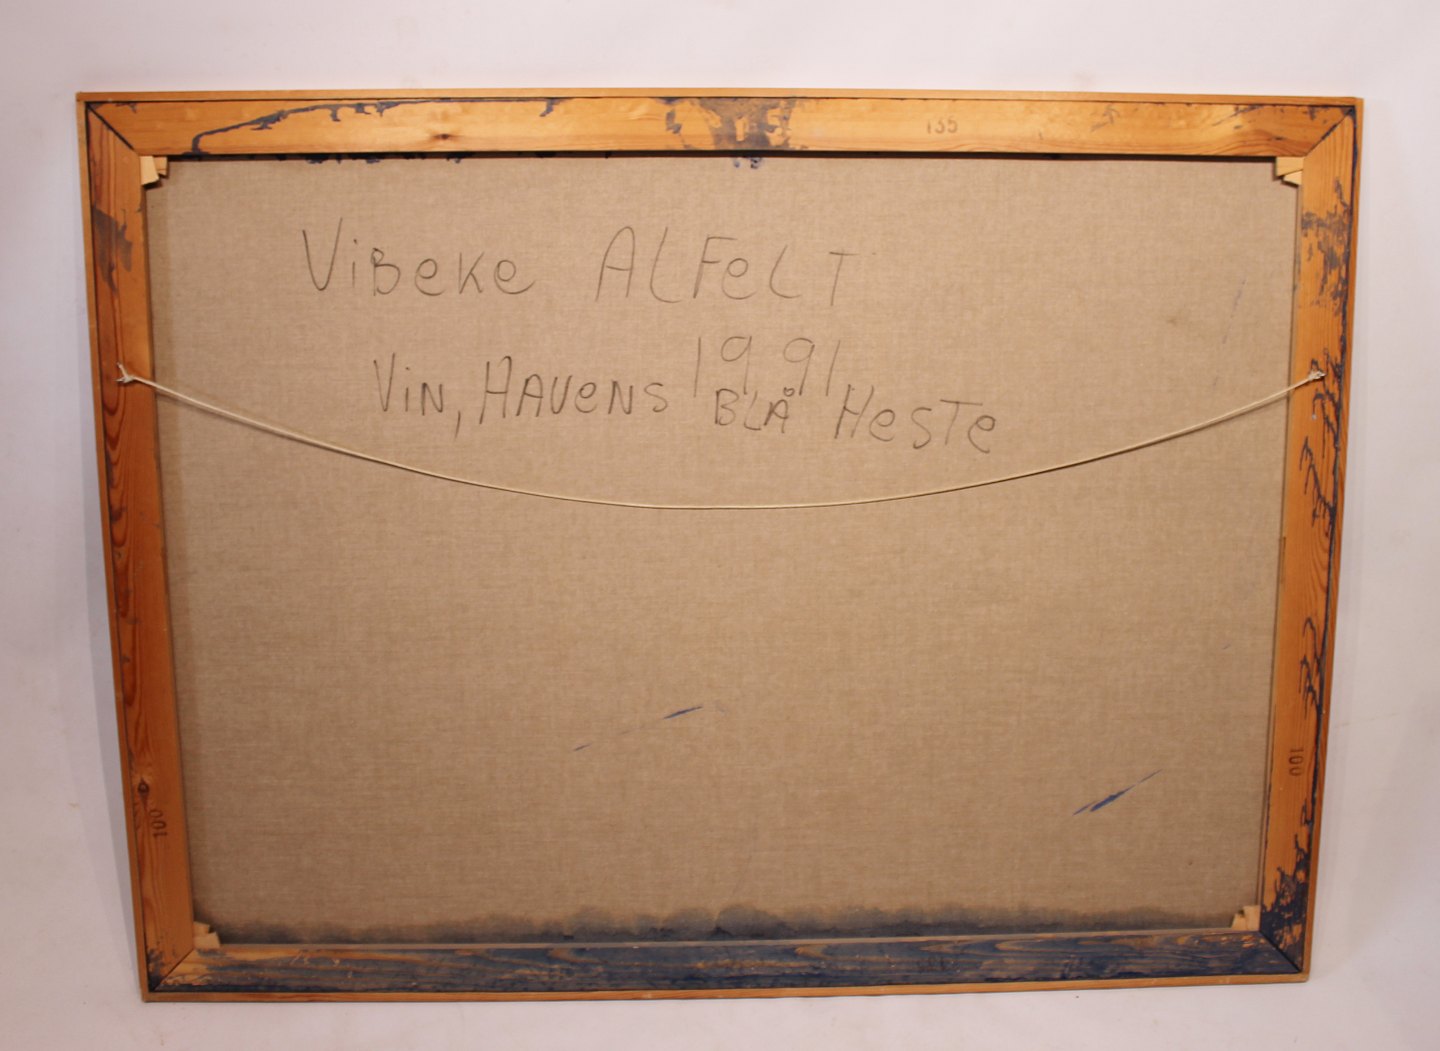 135
ViBeKe ALFeLT
1991
ViN, HAVENS BLÅ HeSTe
100
100